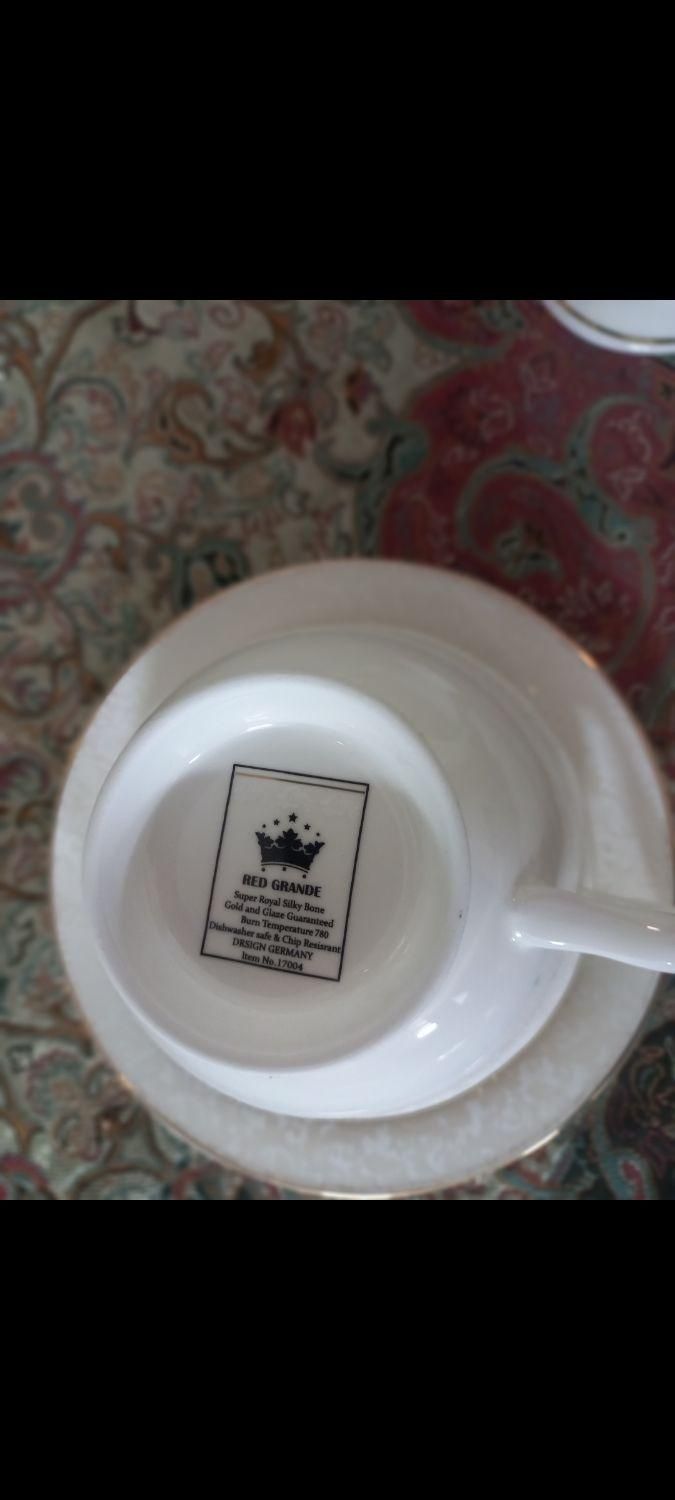 RED GRANDE
Super Royal Silky Bone
Gold and Glaze Guaranteed
Burn Temperature 780
Dishwasher safe & Chip Resisrant
DRSIGN GERMANY
Item No.17004